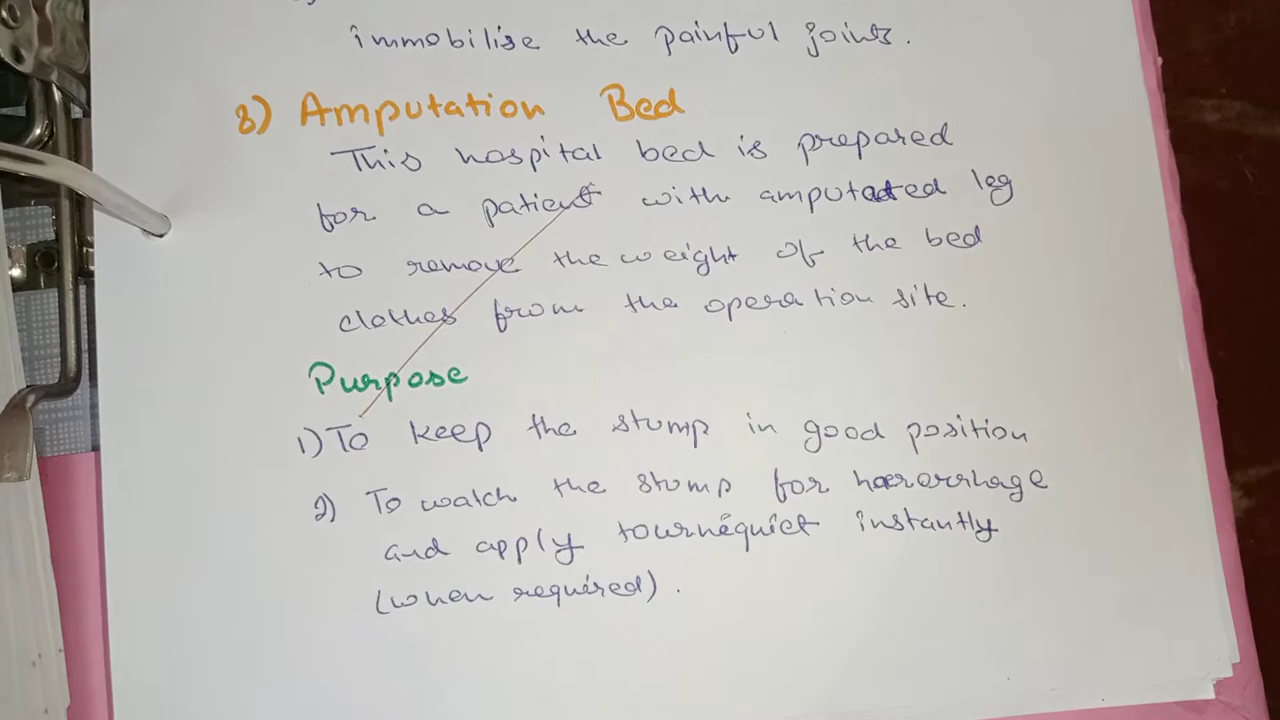 immobilise the painful joints.
8) Amputation Bed
This hospital bed is prepared
for a patient with amputated leg
to remove the weight of the bed
clothes from the operation site.
Purpose
1) To keep the stump in good position
2) To watch the stump for haerorrhage
and apply tournéquiet instantly
(when required).